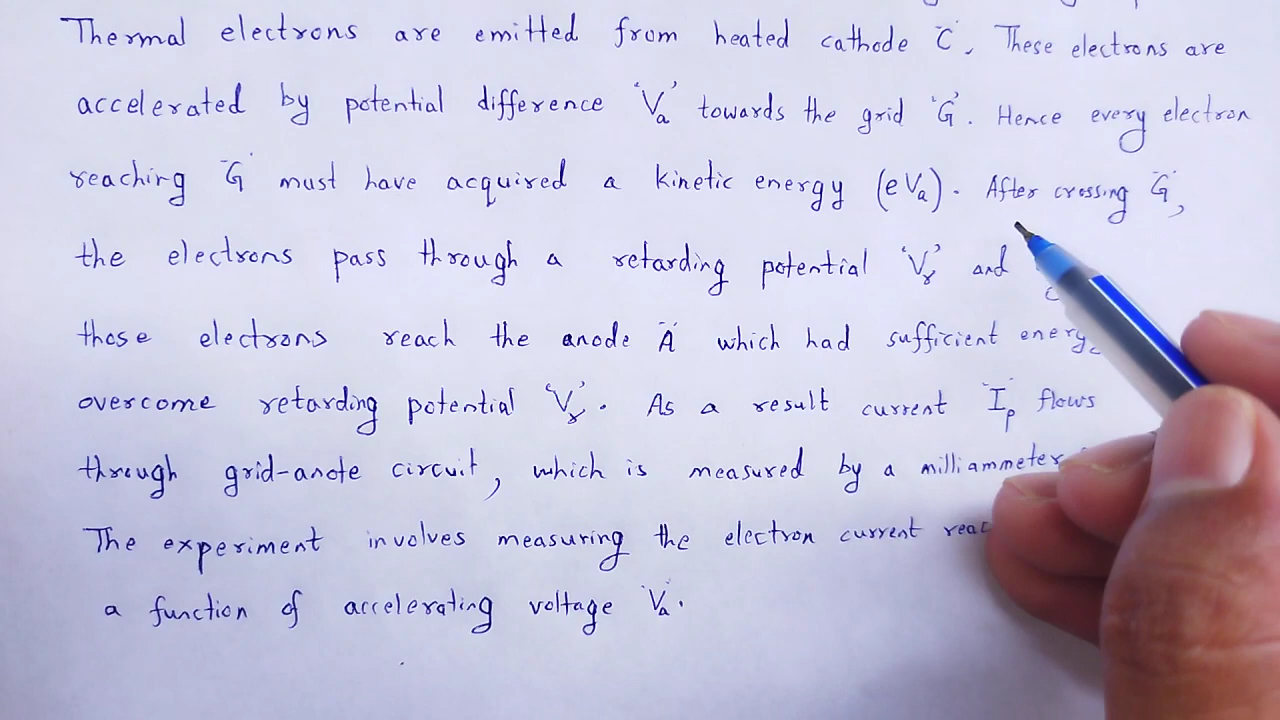 Thermal electrons are emitted from heated cathode 'C'. These electrons are
accelerated by potential difference 'Va' towards the grid 'G'. Hence every electron
reaching 'G' must have acquired a kinetic energy (eVa). After crossing 'G',
the electrons pass through a retarding potential 'Vr' and
those electrons reach the anode 'A' which had sufficient energy
overcome retarding potential 'Vr'. As a result current 'Ip' flows
through grid-anote circuit, which is measured by a milliammeter
The experiment involves measuring the electron current reac
a function of accelerating voltage 'Va'.